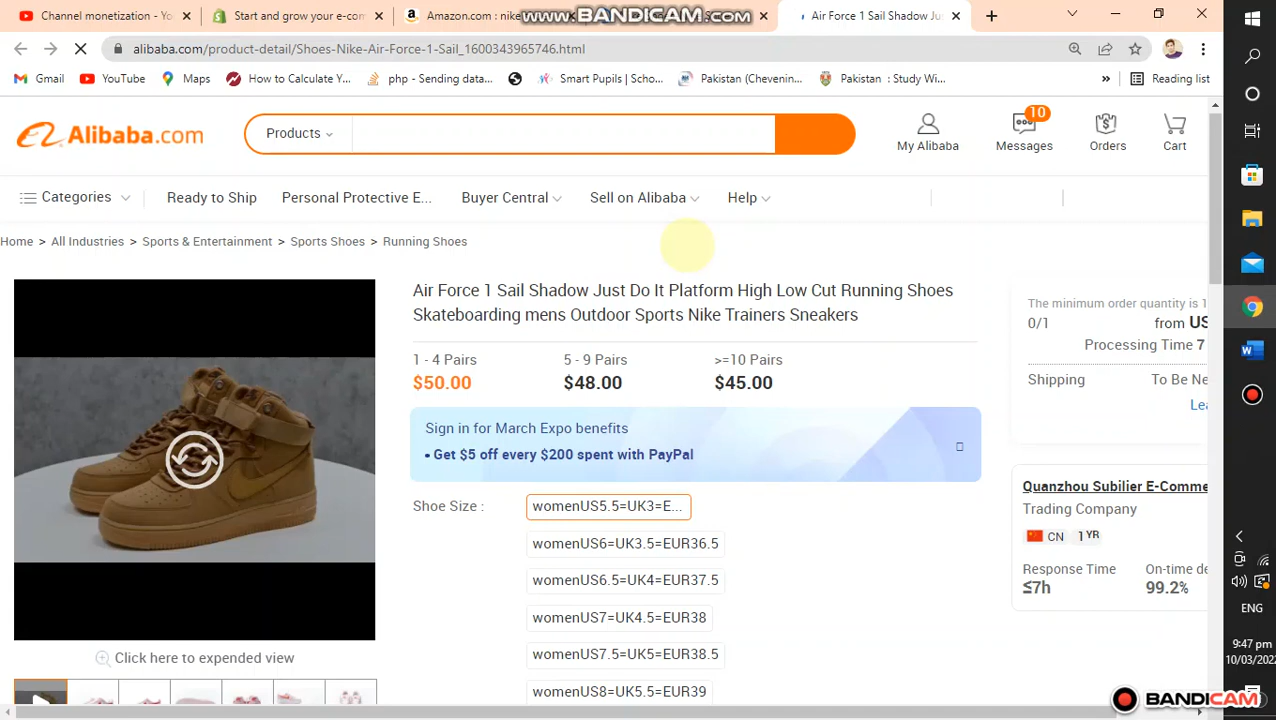 Channel monetization - You
Start and grow your e-com
Amazon.com : nike
WWW.BANDICAM.COM
Air Force 1 Sail Shadow Jus
alibaba.com/product-detail/Shoes-Nike-Air-Force-1-Sail_1600343965746.html
Gmail
YouTube
Maps
How to Calculate Y...
php - Sending data...
Smart Pupils | Scho...
Pakistan (Chevenin...
Pakistan : Study Wi...
»
Reading list
Alibaba.com
Products
My Alibaba
10
Messages
Orders
Cart
Categories
Ready to Ship
Personal Protective E...
Buyer Central
Sell on Alibaba
Help
Home > All Industries > Sports & Entertainment > Sports Shoes > Running Shoes
Air Force 1 Sail Shadow Just Do It Platform High Low Cut Running Shoes
Skateboarding mens Outdoor Sports Nike Trainers Sneakers
1 - 4 Pairs
$50.00
5 - 9 Pairs
$48.00
>=10 Pairs
$45.00
Sign in for March Expo benefits
• Get $5 off every $200 spent with PayPal
Shoe Size :
womenUS5.5=UK3=E...
womenUS6=UK3.5=EUR36.5
womenUS6.5=UK4=EUR37.5
womenUS7=UK4.5=EUR38
womenUS7.5=UK5=EUR38.5
womenUS8=UK5.5=EUR39
Click here to expended view
The minimum order quantity is 1
0/1
from US
Processing Time 7
Shipping
To Be Ne
Lea
Quanzhou Subilier E-Comme
Trading Company
CN
1 YR
Response Time
≤7h
On-time de
99.2%
ENG
9:47 pm
10/03/2022
BANDICAM